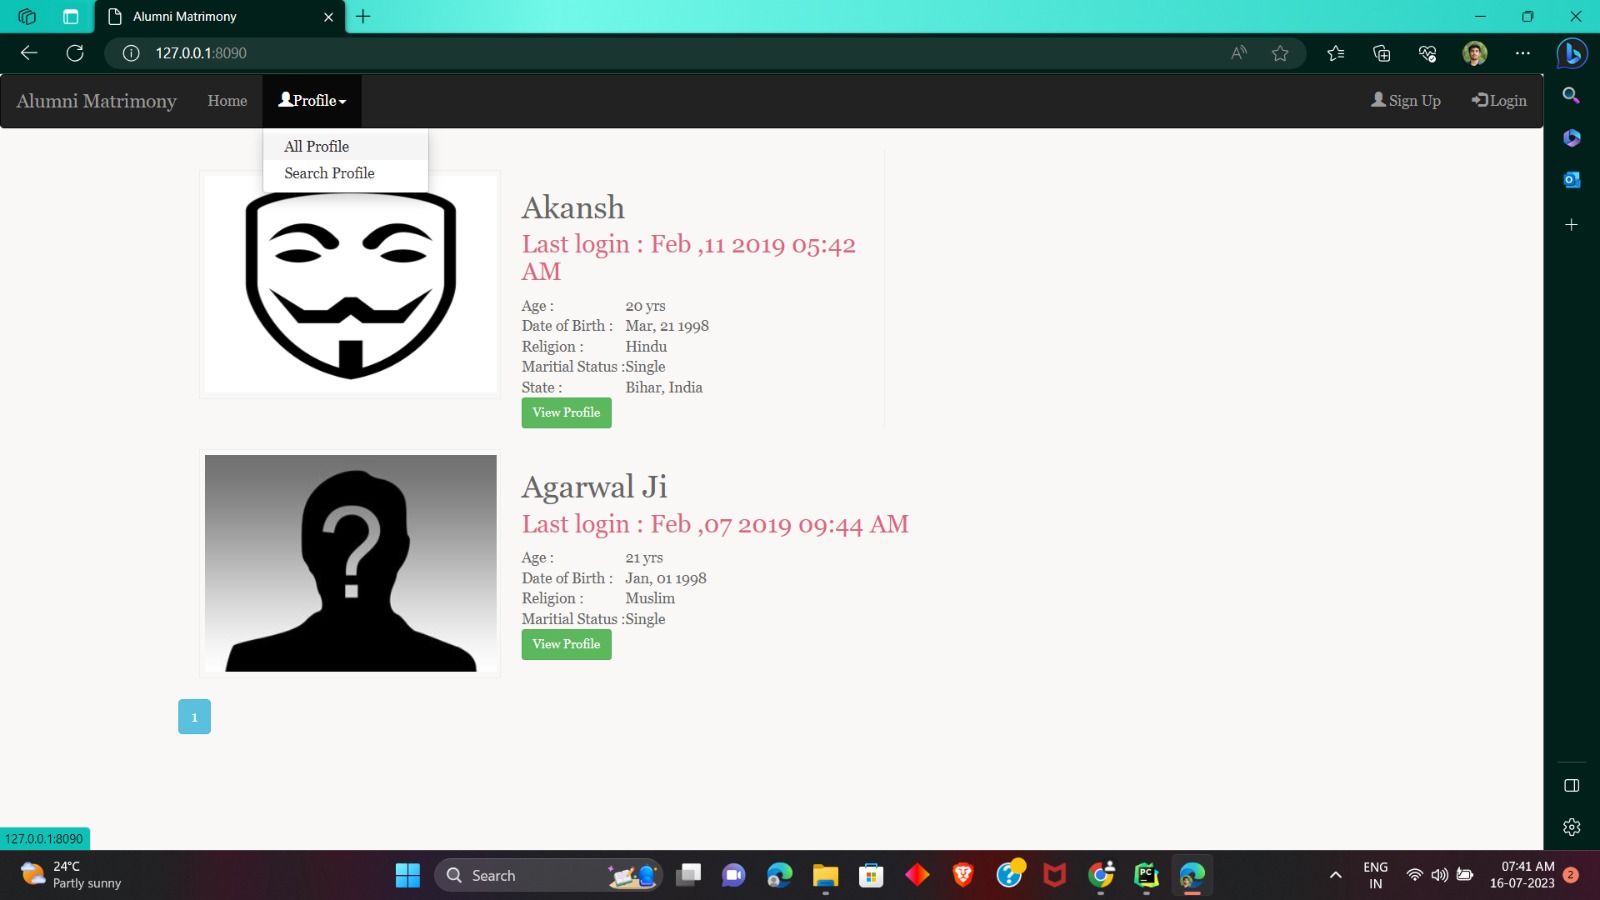 Alumni Matrimony
127.0.0.1:8090
Alumni Matrimony Home Profile Sign Up Login
All Profile
Search Profile
Akansh
Last login : Feb ,11 2019 05:42
AM
Age : 20 yrs
Date of Birth : Mar, 21 1998
Religion : Hindu
Maritial Status :Single
State : Bihar, India
View Profile
Agarwal Ji
Last login : Feb ,07 2019 09:44 AM
Age : 21 yrs
Date of Birth : Jan, 01 1998
Religion : Muslim
Maritial Status :Single
View Profile
1
127.0.0.1:8090
24°C
Partly sunny
Search
PC
ENG
IN
07:41 AM
16-07-2023
2